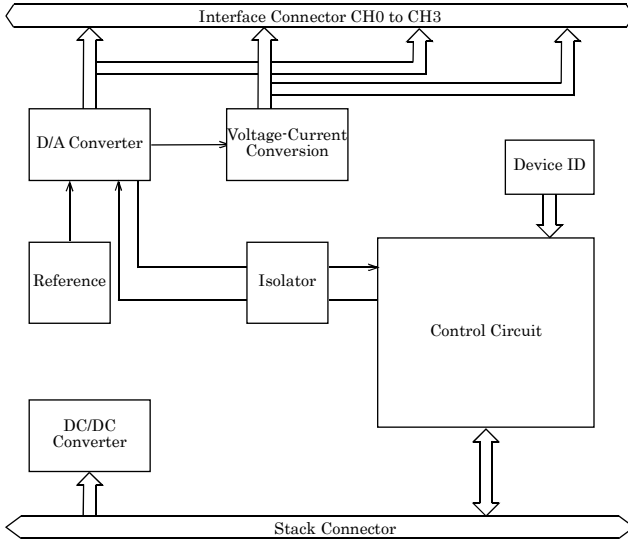 Interface Connector CH0 to CH3
D/A Converter
Voltage-Current
Conversion
Device ID
Reference
Isolator
Control Circuit
DC/DC
Converter
Stack Connector